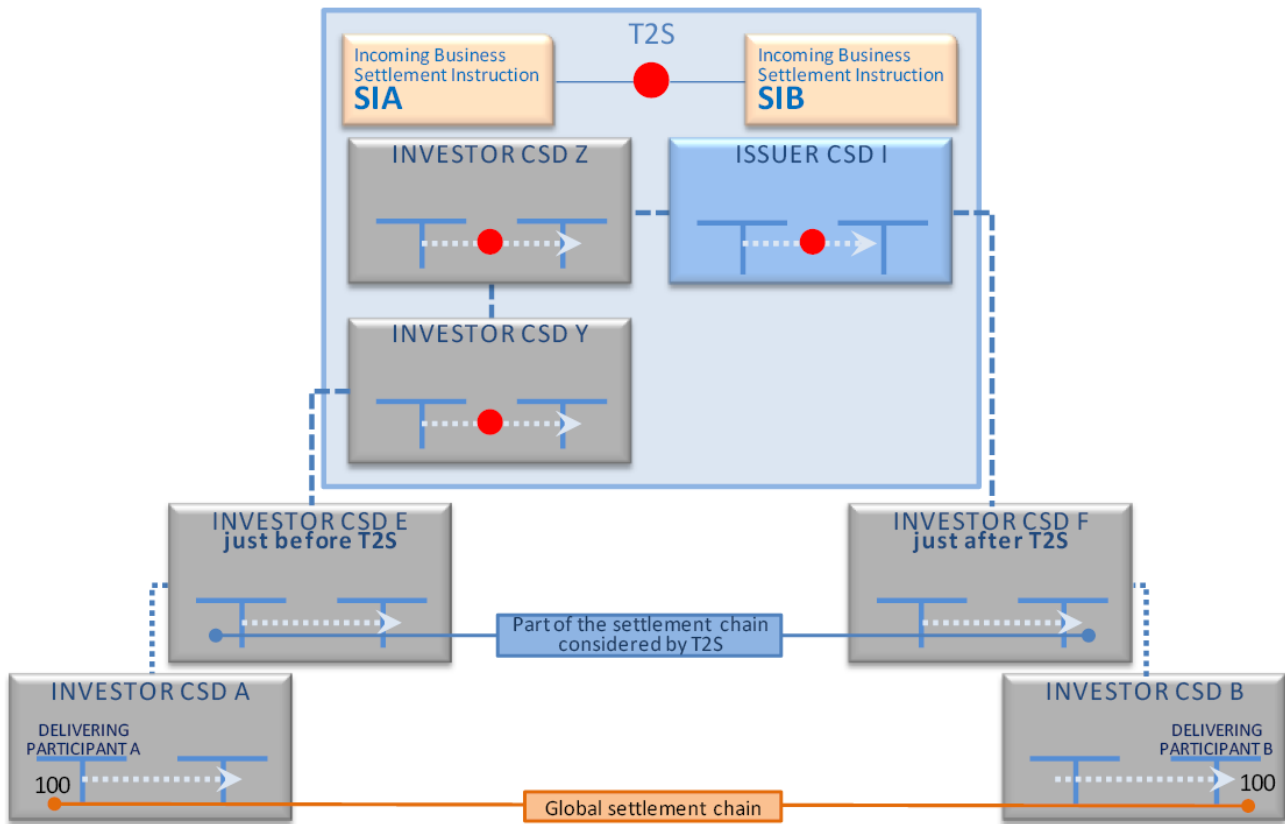 T2S
Incoming Business
Settlement Instruction
SIA
Incoming Business
Settlement Instruction
SIB
INVESTOR CSD Z
ISSUER CSD I
INVESTOR CSD Y
INVESTOR CSD E
just before T2S
INVESTOR CSD F
just after T2S
Part of the settlement chain
considered by T2S
INVESTOR CSD A
DELIVERING
PARTICIPANT A
100
INVESTOR CSD B
DELIVERING
PARTICIPANT B
100
Global settlement chain